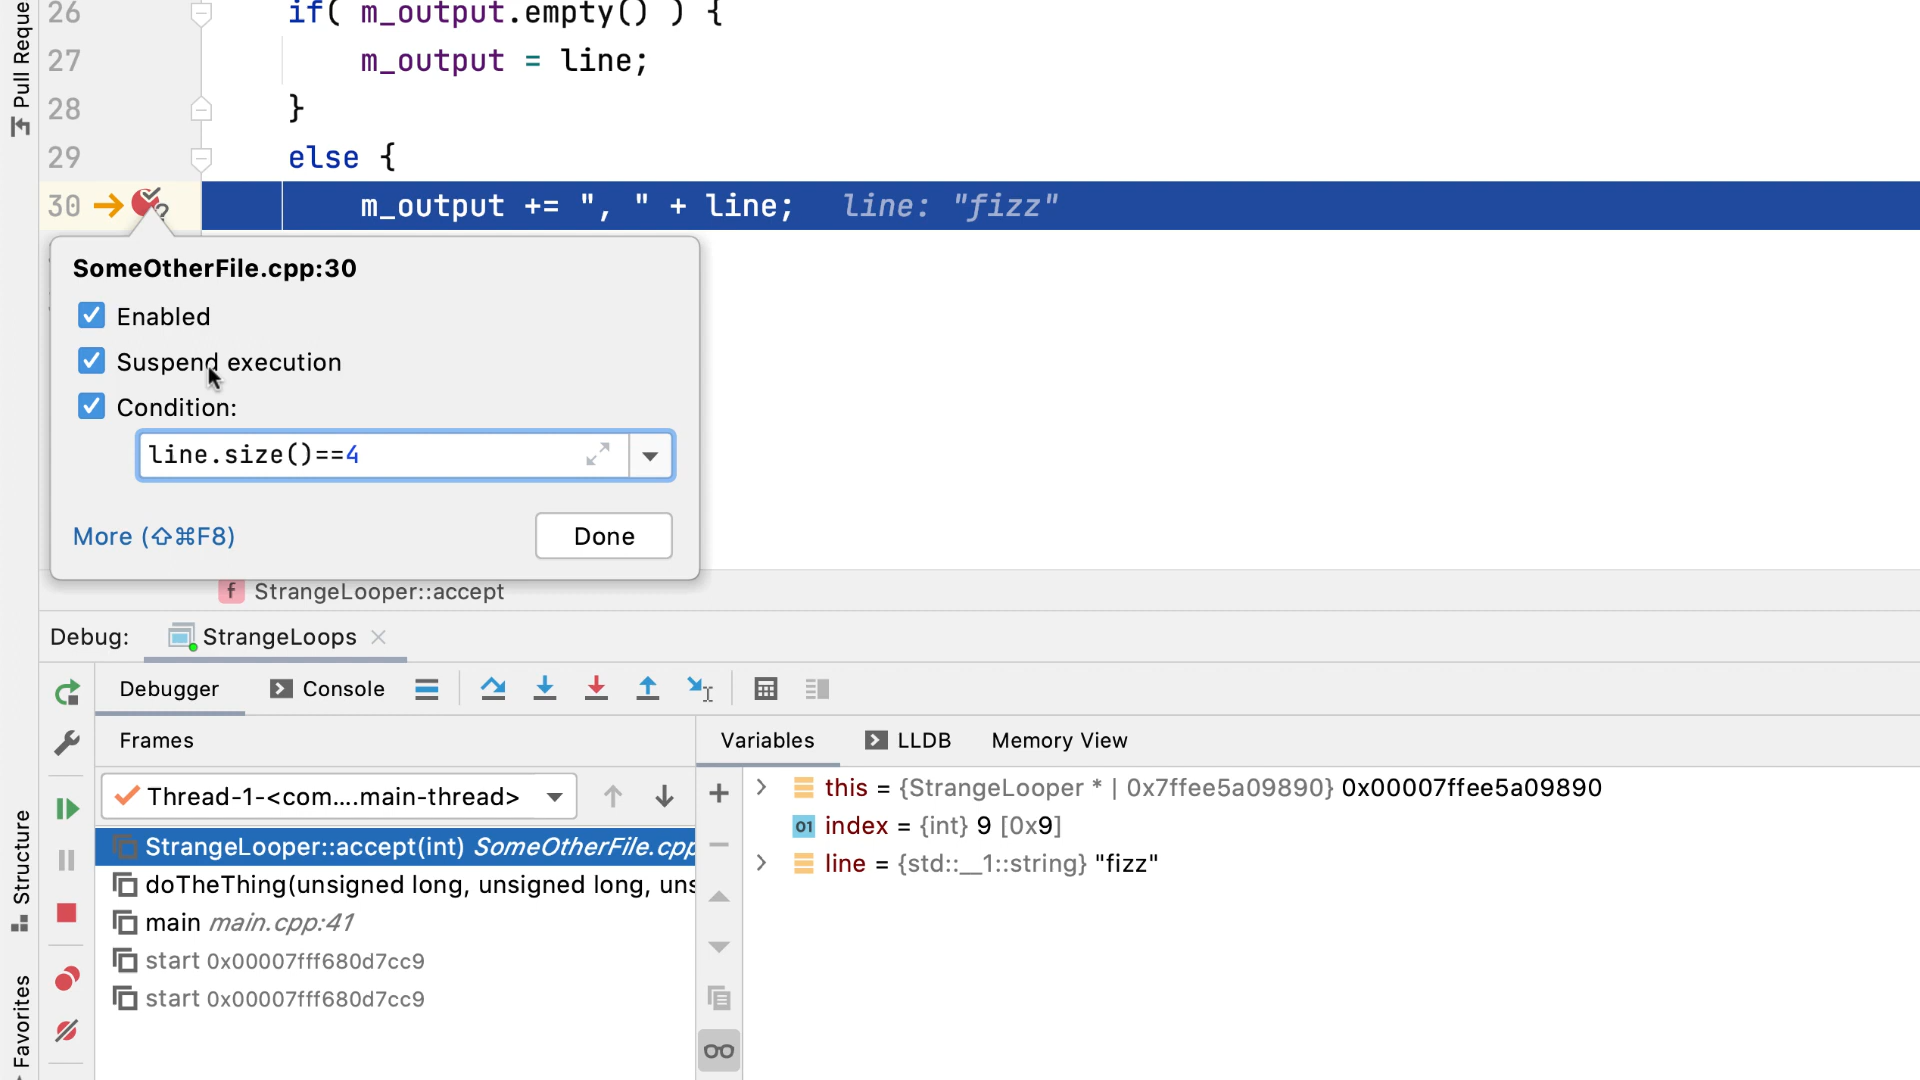 Pull Reque
26 if( m_output.empty() ) {
27 m_output = line;
28 }
29 else {
30 m_output += ", " + line; line: "fizz"
SomeOtherFile.cpp:30
Enabled
Suspend execution
Condition:
line.size()==4
More (⇧⌘F8)
Done
f StrangeLooper::accept
Debug: StrangeLoops
Debugger Console
Frames
Variables LLDB Memory View
Thread-1-<com....main-thread>
StrangeLooper::accept(int) SomeOtherFile.cpp
doTheThing(unsigned long, unsigned long, uns
main main.cpp:41
start 0x00007fff680d7cc9
start 0x00007fff680d7cc9
this = {StrangeLooper * | 0x7ffee5a09890} 0x00007ffee5a09890
01 index = {int} 9 [0x9]
line = {std::__1::string} "fizz"
Structure
Favorites